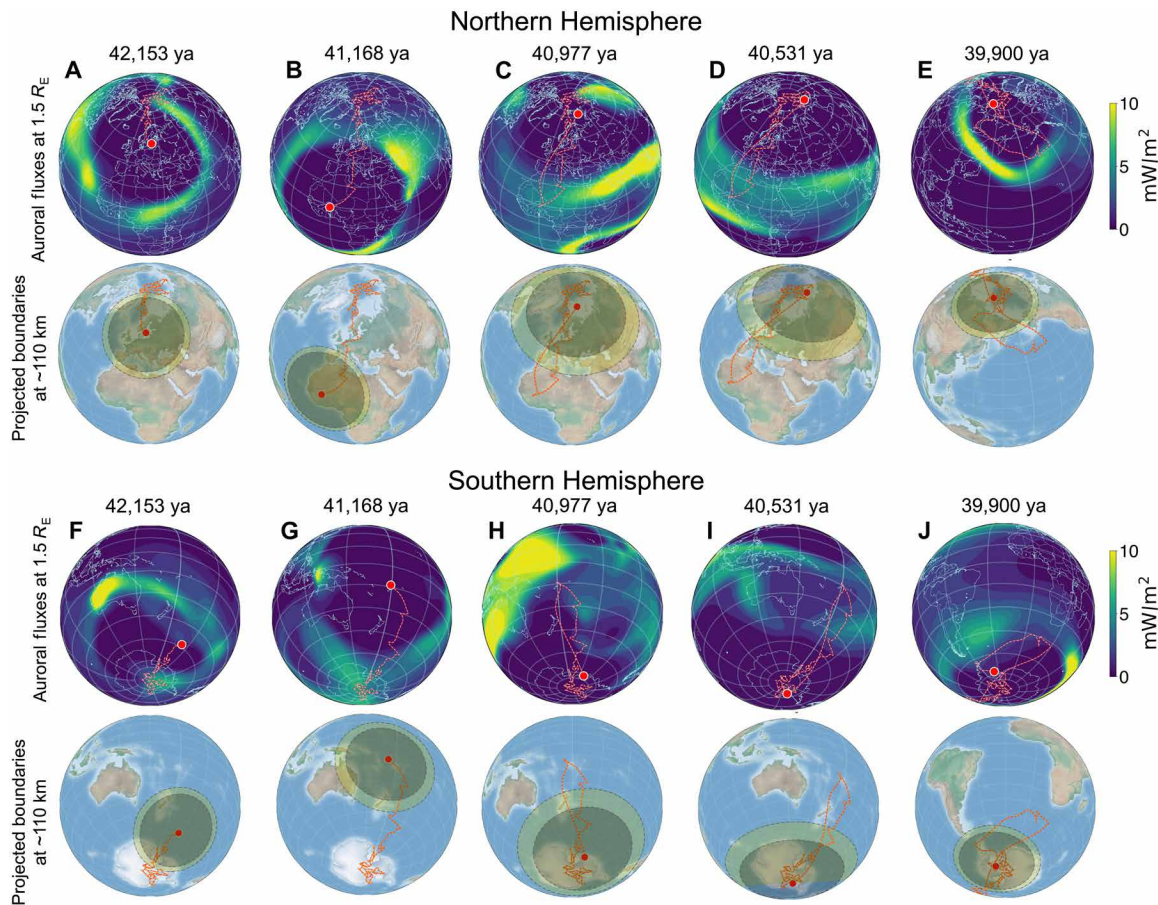 Northern Hemisphere
42,153 ya 41,168 ya 40,977 ya 40,531 ya 39,900 ya
A B C D E
Auroral fluxes at 1.5 RE
10
5
0
mW/m2
Projected boundaries
at ~110 km
Southern Hemisphere
42,153 ya 41,168 ya 40,977 ya 40,531 ya 39,900 ya
F G H I J
Auroral fluxes at 1.5 RE
10
5
0
mW/m2
Projected boundaries
at ~110 km